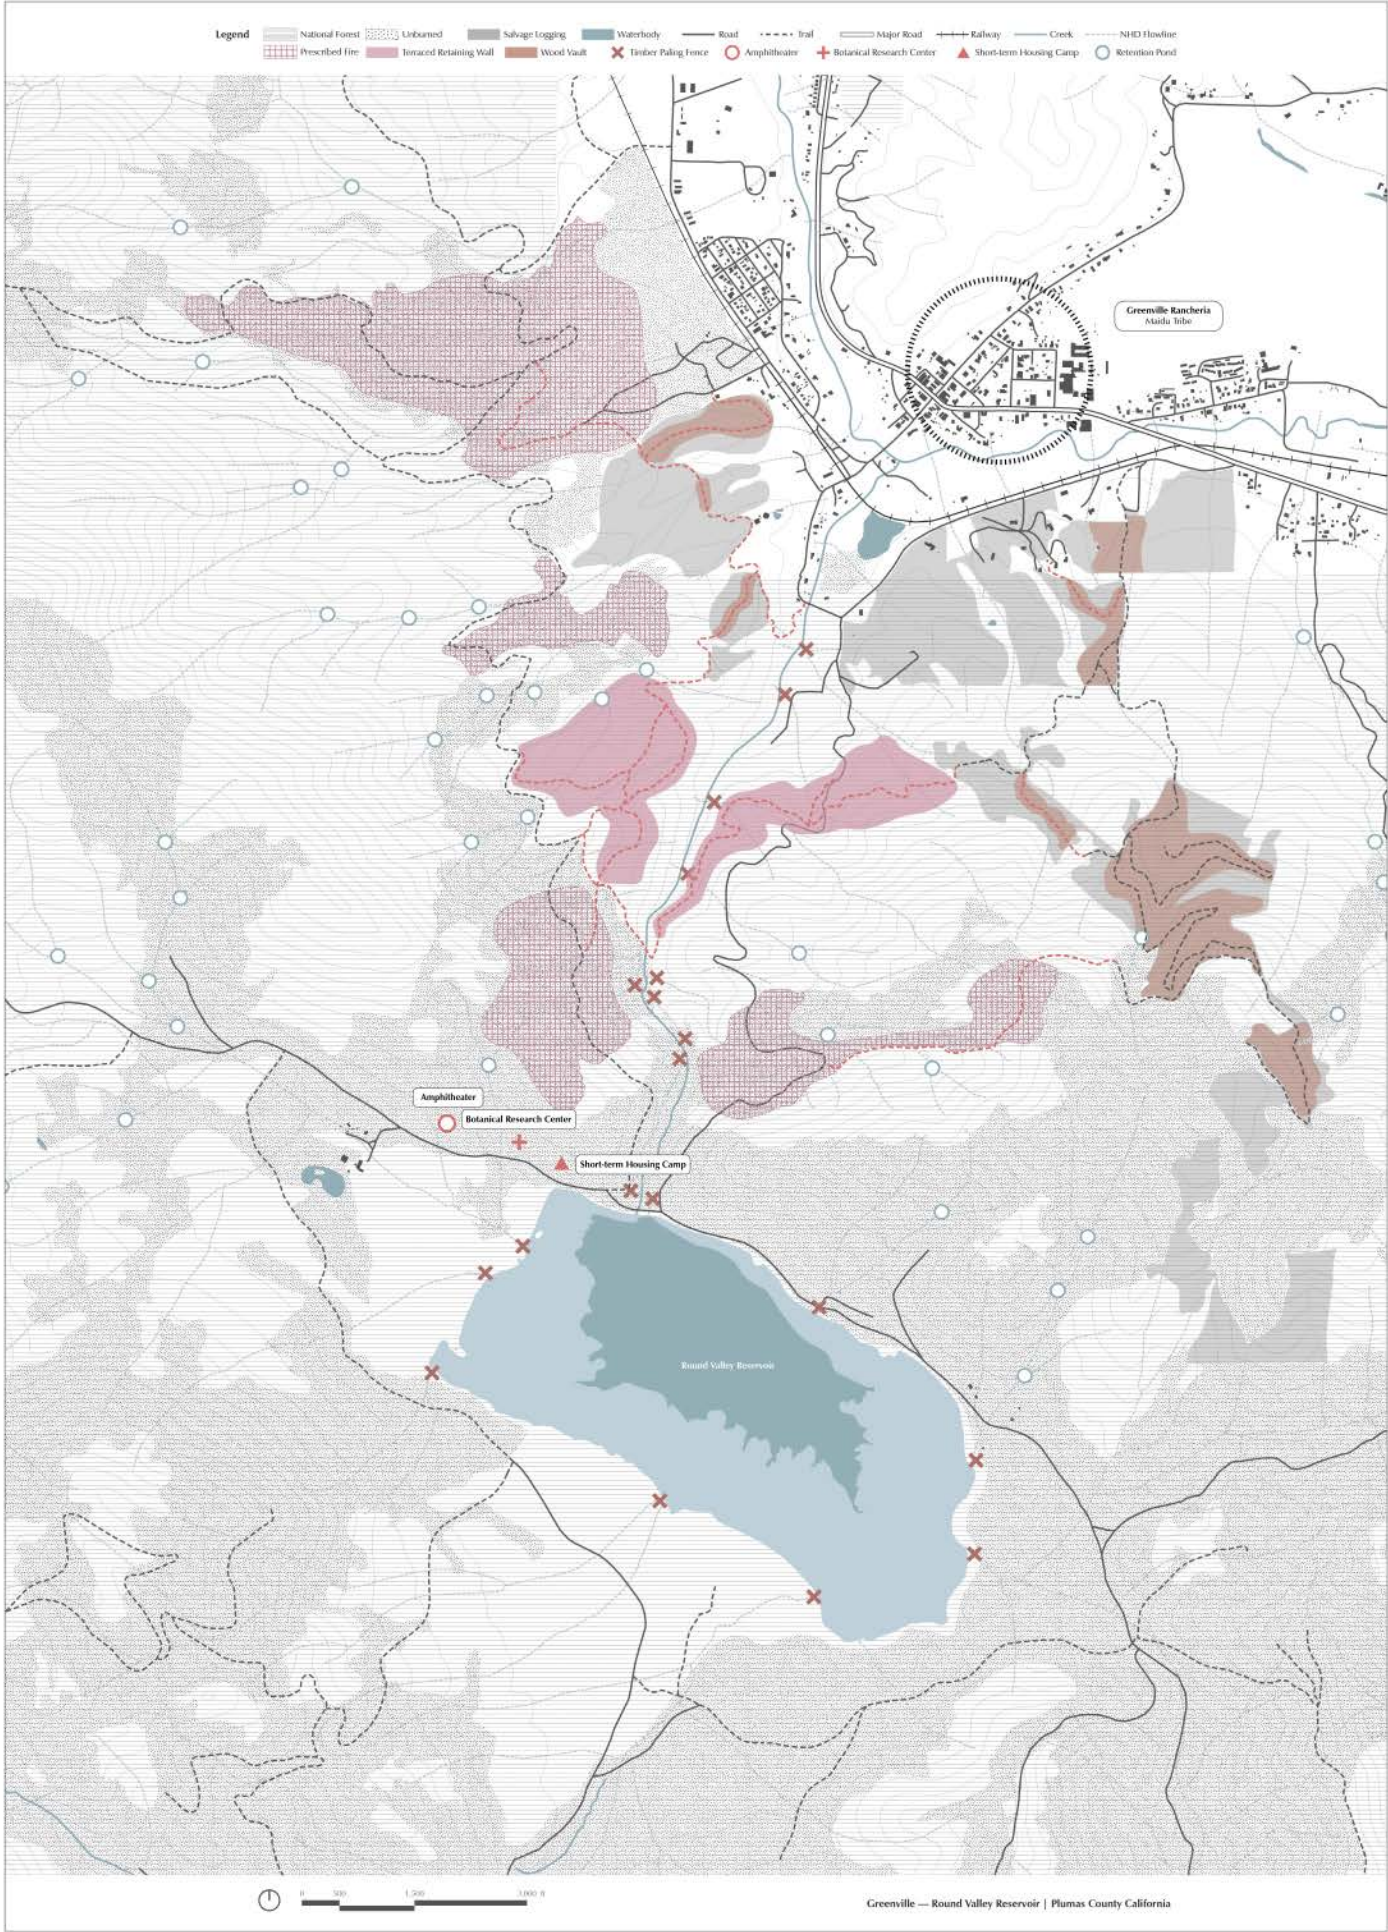 Legend National Forest Unburned Salvage Logging Waterbody Road Trail Major Road Railway Creek NHD Flowline
Prescribed Fire Terraced Retaining Wall Wood Vault Timber Paling Fence Amphitheater Botanical Research Center Short-term Housing Camp Retention Pond
Greenville Rancheria
Maidu Tribe
Amphitheater
Botanical Research Center
Short-term Housing Camp
Round Valley Reservoir
0 500 1,500 3,000 ft
Greenville — Round Valley Reservoir | Plumas County California